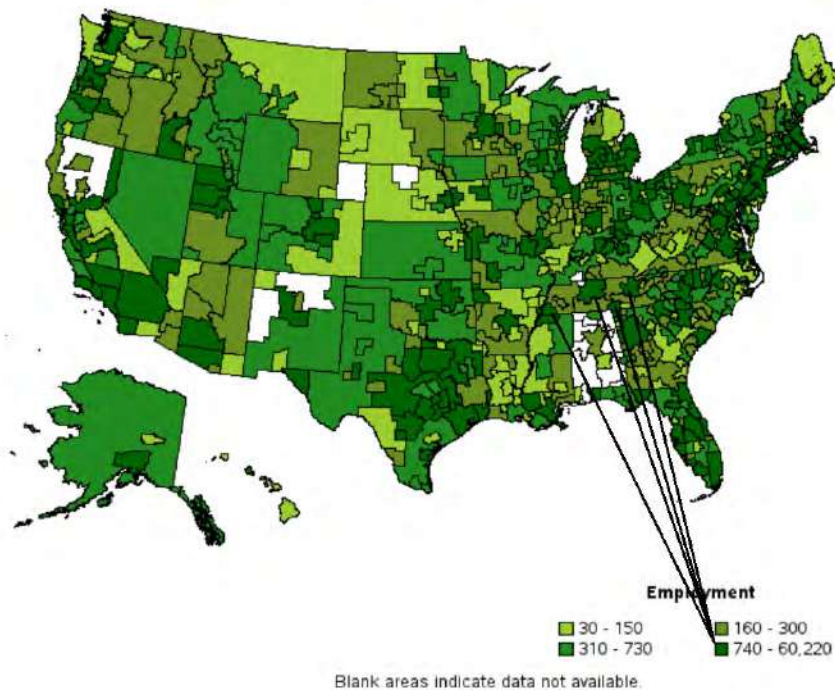 Employment
30 - 150
160 - 300
310 - 730
740 - 60,220
Blank areas indicate data not available.